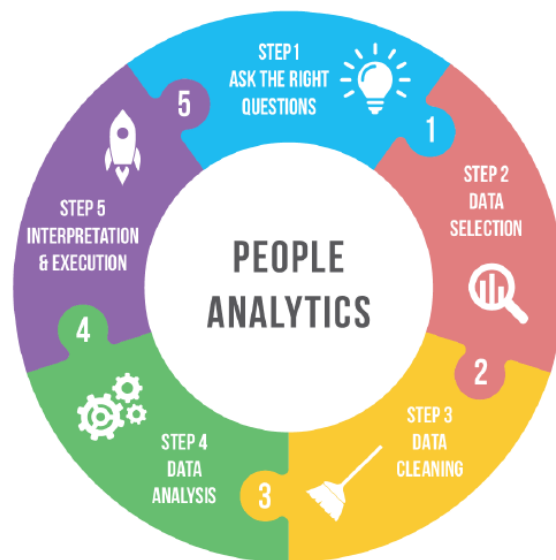 STEP 1
ASK THE RIGHT
QUESTIONS
1
STEP 2
DATA
SELECTION
2
STEP 3
DATA
CLEANING
3
STEP 4
DATA
ANALYSIS
4
STEP 5
INTERPRETATION
& EXECUTION
5
PEOPLE
ANALYTICS